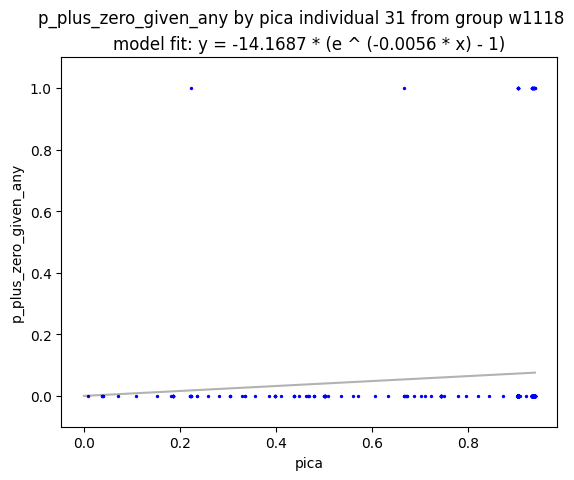 p_plus_zero_given_any by pica individual 31 from group w1118
model fit: y = -14.1687 * (e ^ (-0.0056 * x) - 1)
p_plus_zero_given_any
1.0
0.8
0.6
0.4
0.2
0.0
0.0 0.2 0.4 0.6 0.8
pica